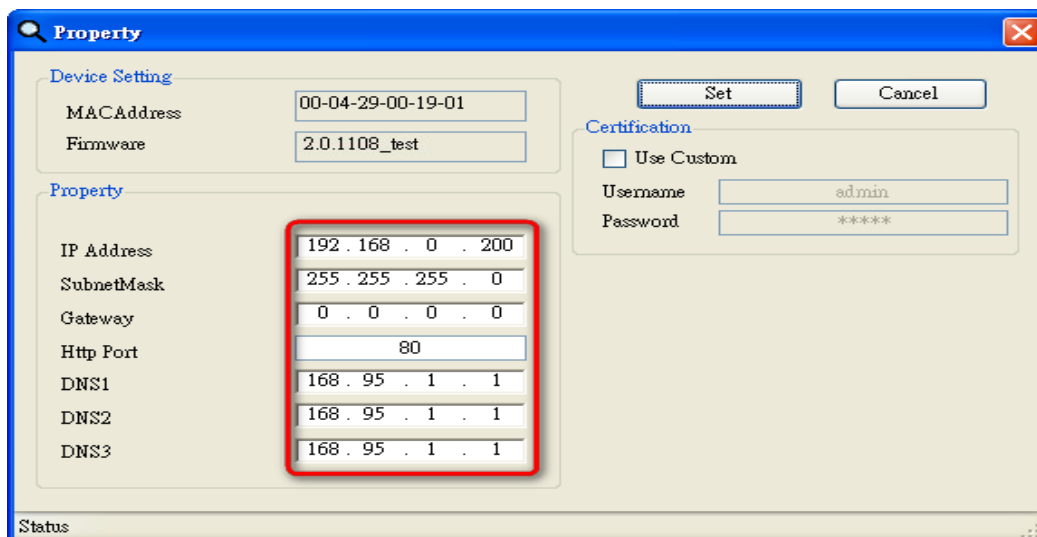 Property
Device Setting
MACAddress 00-04-29-00-19-01
Firmware 2.0.1108_test
Set Cancel
Certification
Use Custom
Username admin
Password *****
Property
IP Address 192 . 168 . 0 . 200
SubnetMask 255 . 255 . 255 . 0
Gateway 0 . 0 . 0 . 0
Http Port 80
DNS1 168 . 95 . 1 . 1
DNS2 168 . 95 . 1 . 1
DNS3 168 . 95 . 1 . 1
Status